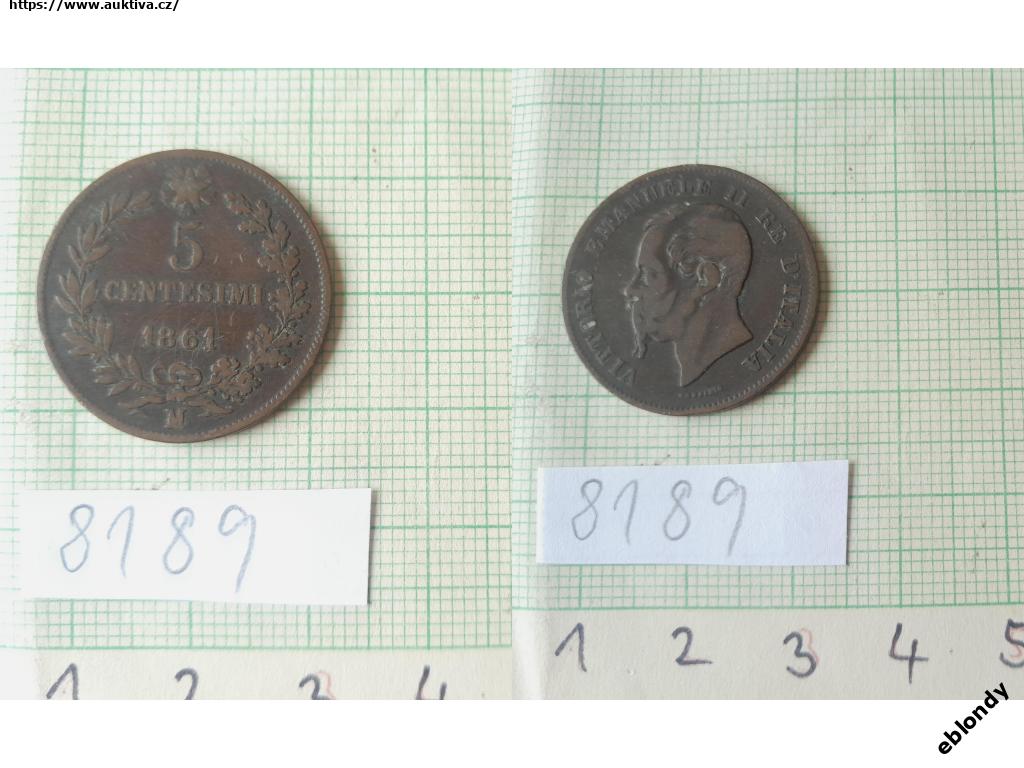 https://www.auktiva.cz/
5
CENTESIMI
1861
M
8189
1 2 3 4
VITTORIO EMANUELE II RE D'ITALIA
8189
1 2 3 4 5
eblondy